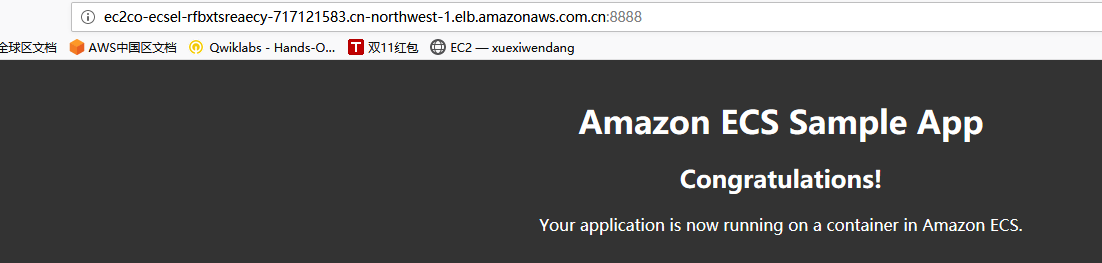 ec2co-ecsel-rfbxtsreaecy-717121583.cn-northwest-1.elb.amazonaws.com.cn:8888
全球区文档 AWS中国区文档 Qwiklabs - Hands-O... 双11红包 EC2 — xuexiwendang
Amazon ECS Sample App
Congratulations!
Your application is now running on a container in Amazon ECS.